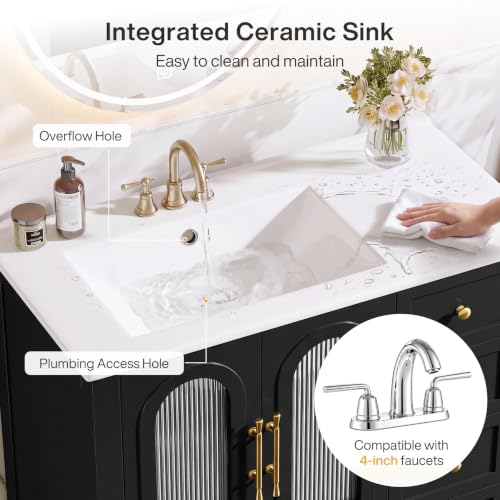 Integrated Ceramic Sink
Easy to clean and maintain
Overflow Hole
Plumbing Access Hole
Compatible with
4-inch faucets